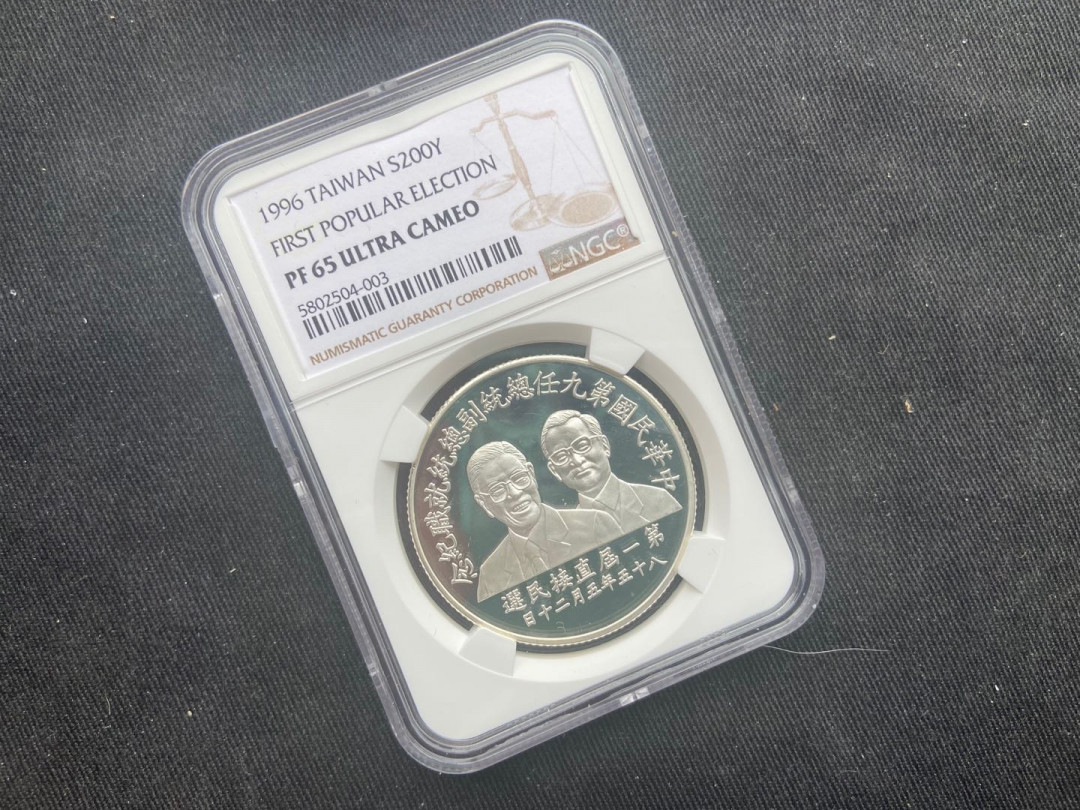 1996 TAIWAN S200Y
FIRST POPULAR ELECTION
PF 65 ULTRA CAMEO
5802504-003
NUMISMATIC GUARANTY CORPORATION
NGC®
中華民國第九任總統副總統就職紀念
第一屆直接民選
八十五年五月二十日